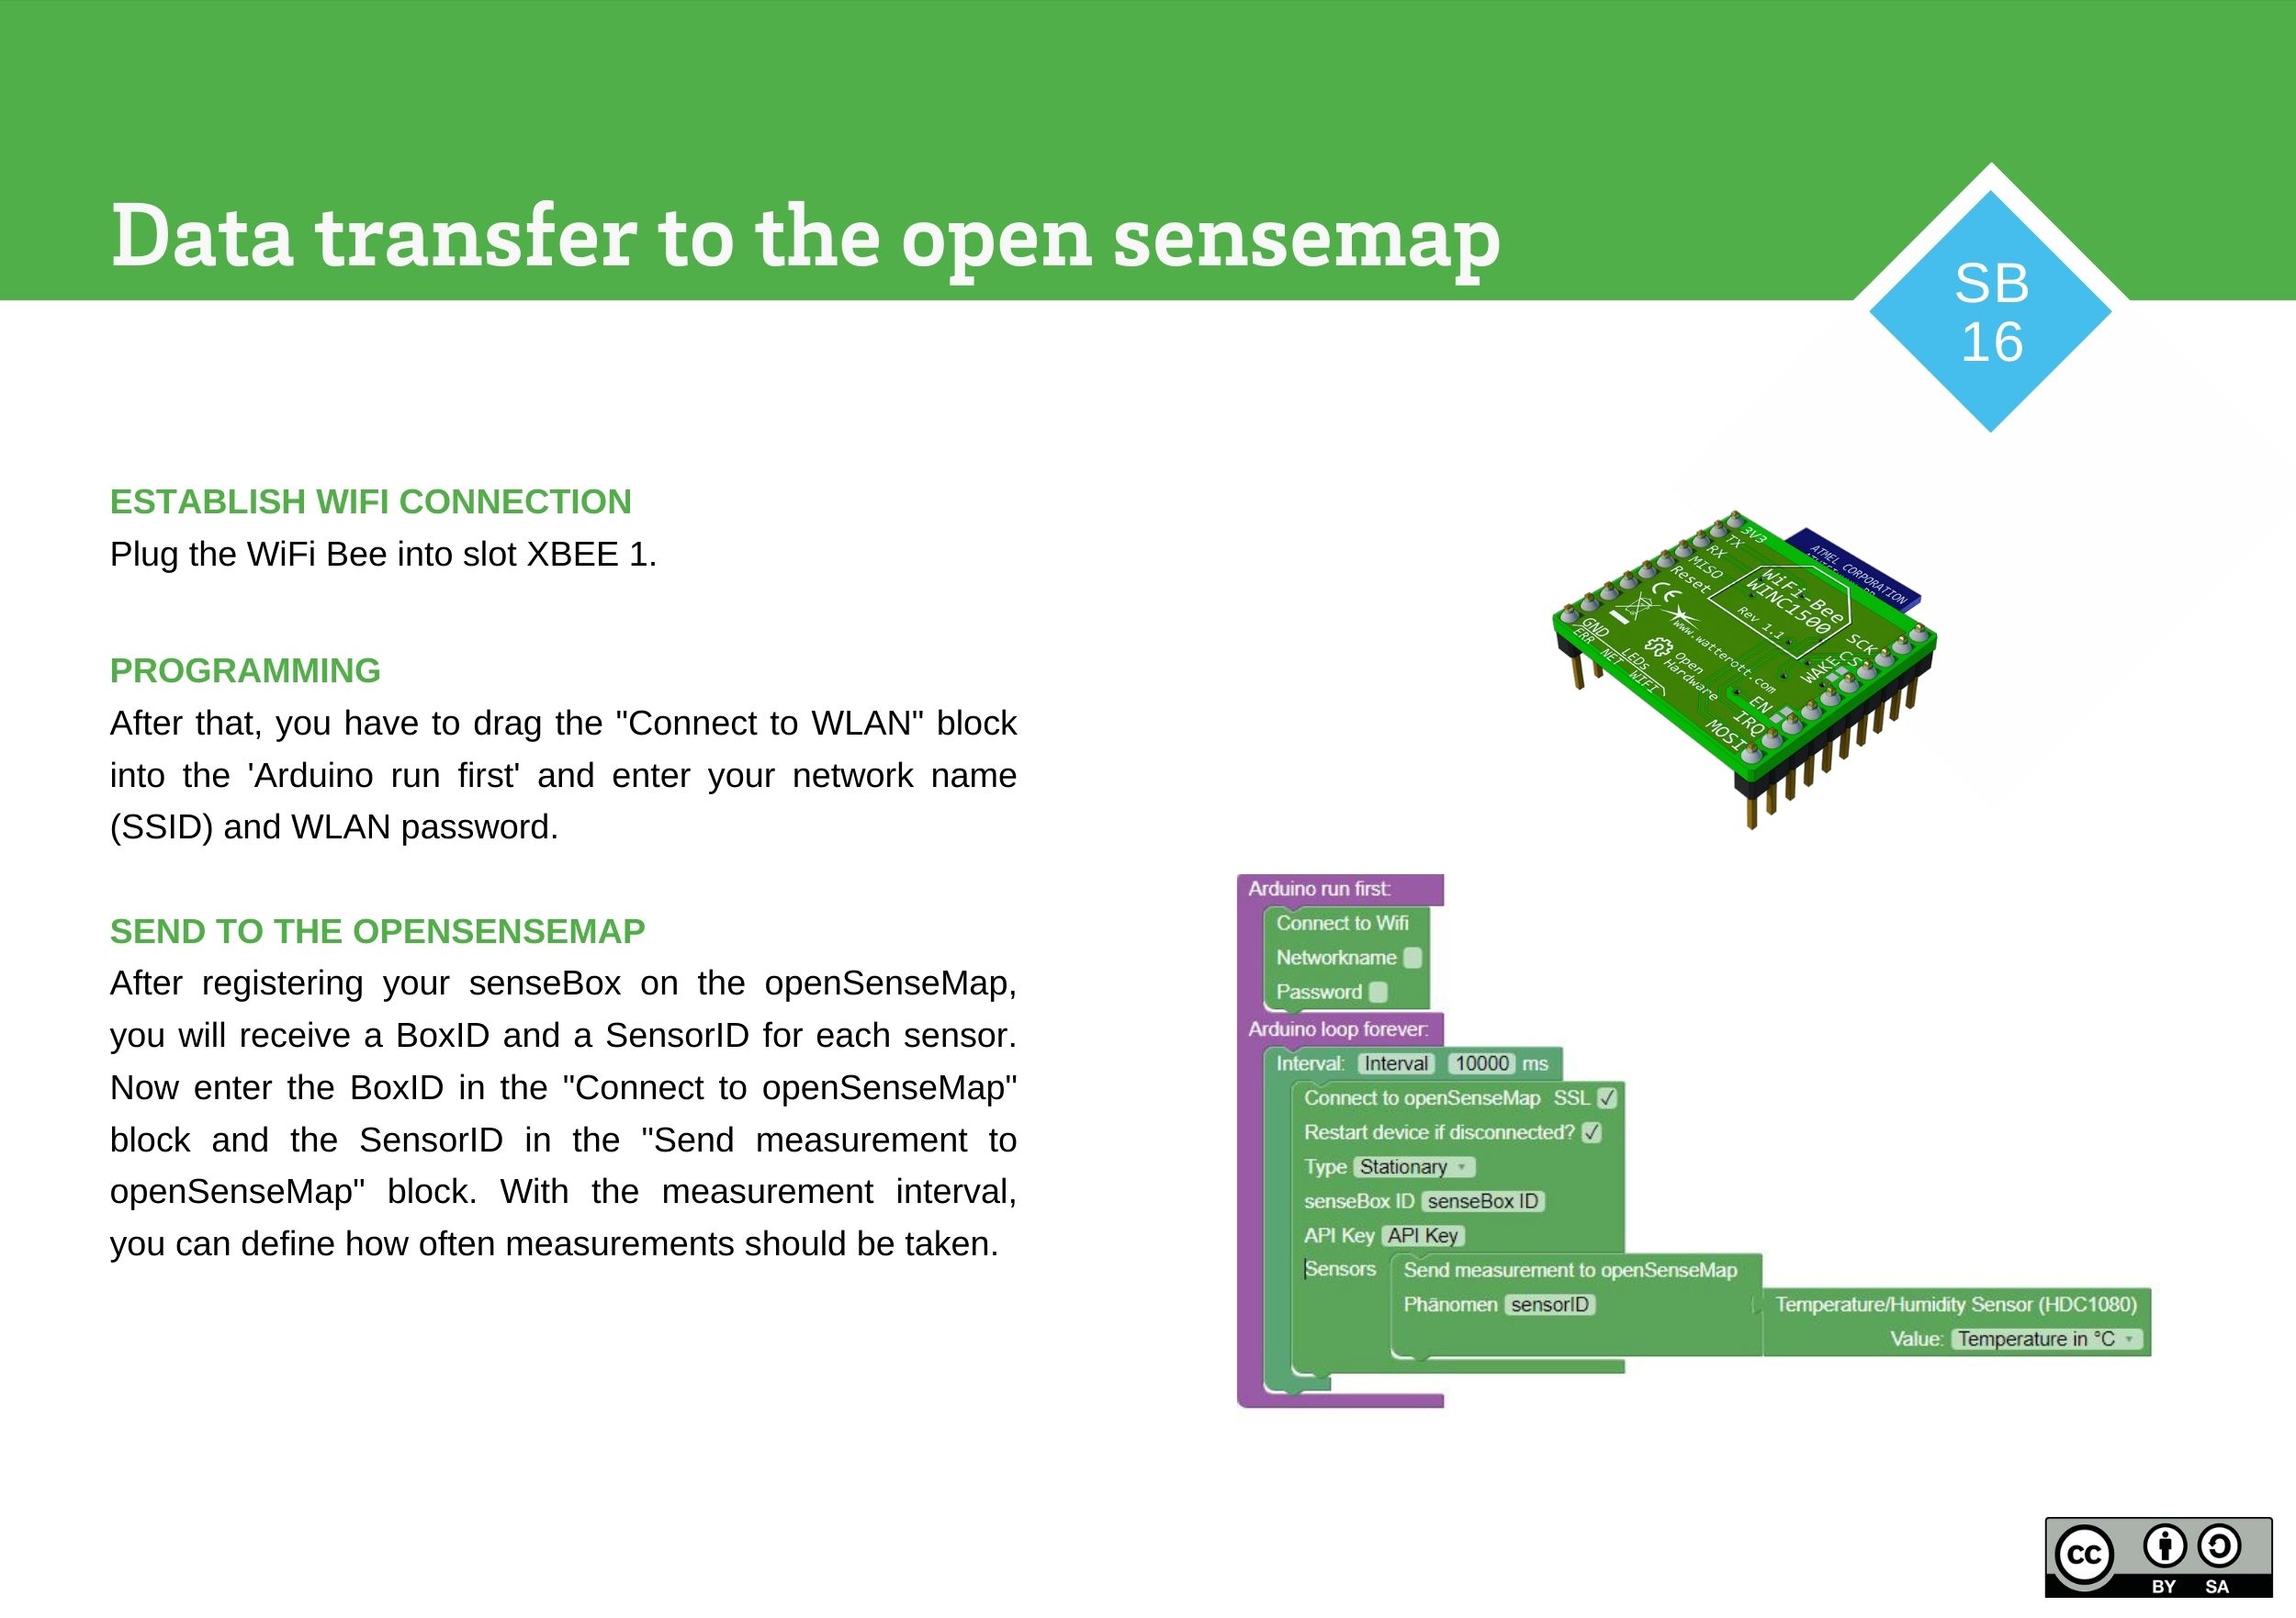 Data transfer to the open sensemap
SB
16
ESTABLISH WIFI CONNECTION
Plug the WiFi Bee into slot XBEE 1.
PROGRAMMING
After that, you have to drag the "Connect to WLAN" block
into the 'Arduino run first' and enter your network name
(SSID) and WLAN password.
SEND TO THE OPENSENSEMAP
After registering your senseBox on the openSenseMap,
you will receive a BoxID and a SensorID for each sensor.
Now enter the BoxID in the "Connect to openSenseMap"
block and the SensorID in the "Send measurement to
openSenseMap" block. With the measurement interval,
you can define how often measurements should be taken.
3V3
TX
RX
MISO
Reset
GND
ERR
NET
LEDs
WIFI
CE
www.watterott.com
Open
Hardware
WiFi-Bee
WINC1500
Rev 1.1
ATMEL CORPORATION
SCK
CS
WAKE
EN
IRQ
MOSI
Arduino run first:
Connect to Wifi
Networkname
Password
Arduino loop forever:
Interval: Interval 10000 ms
Connect to openSenseMap SSL
Restart device if disconnected?
Type Stationary
senseBox ID senseBox ID
API Key API Key
Sensors Send measurement to openSenseMap
Phänomen sensorID Temperature/Humidity Sensor (HDC1080)
Value: Temperature in °C
cc
BY SA